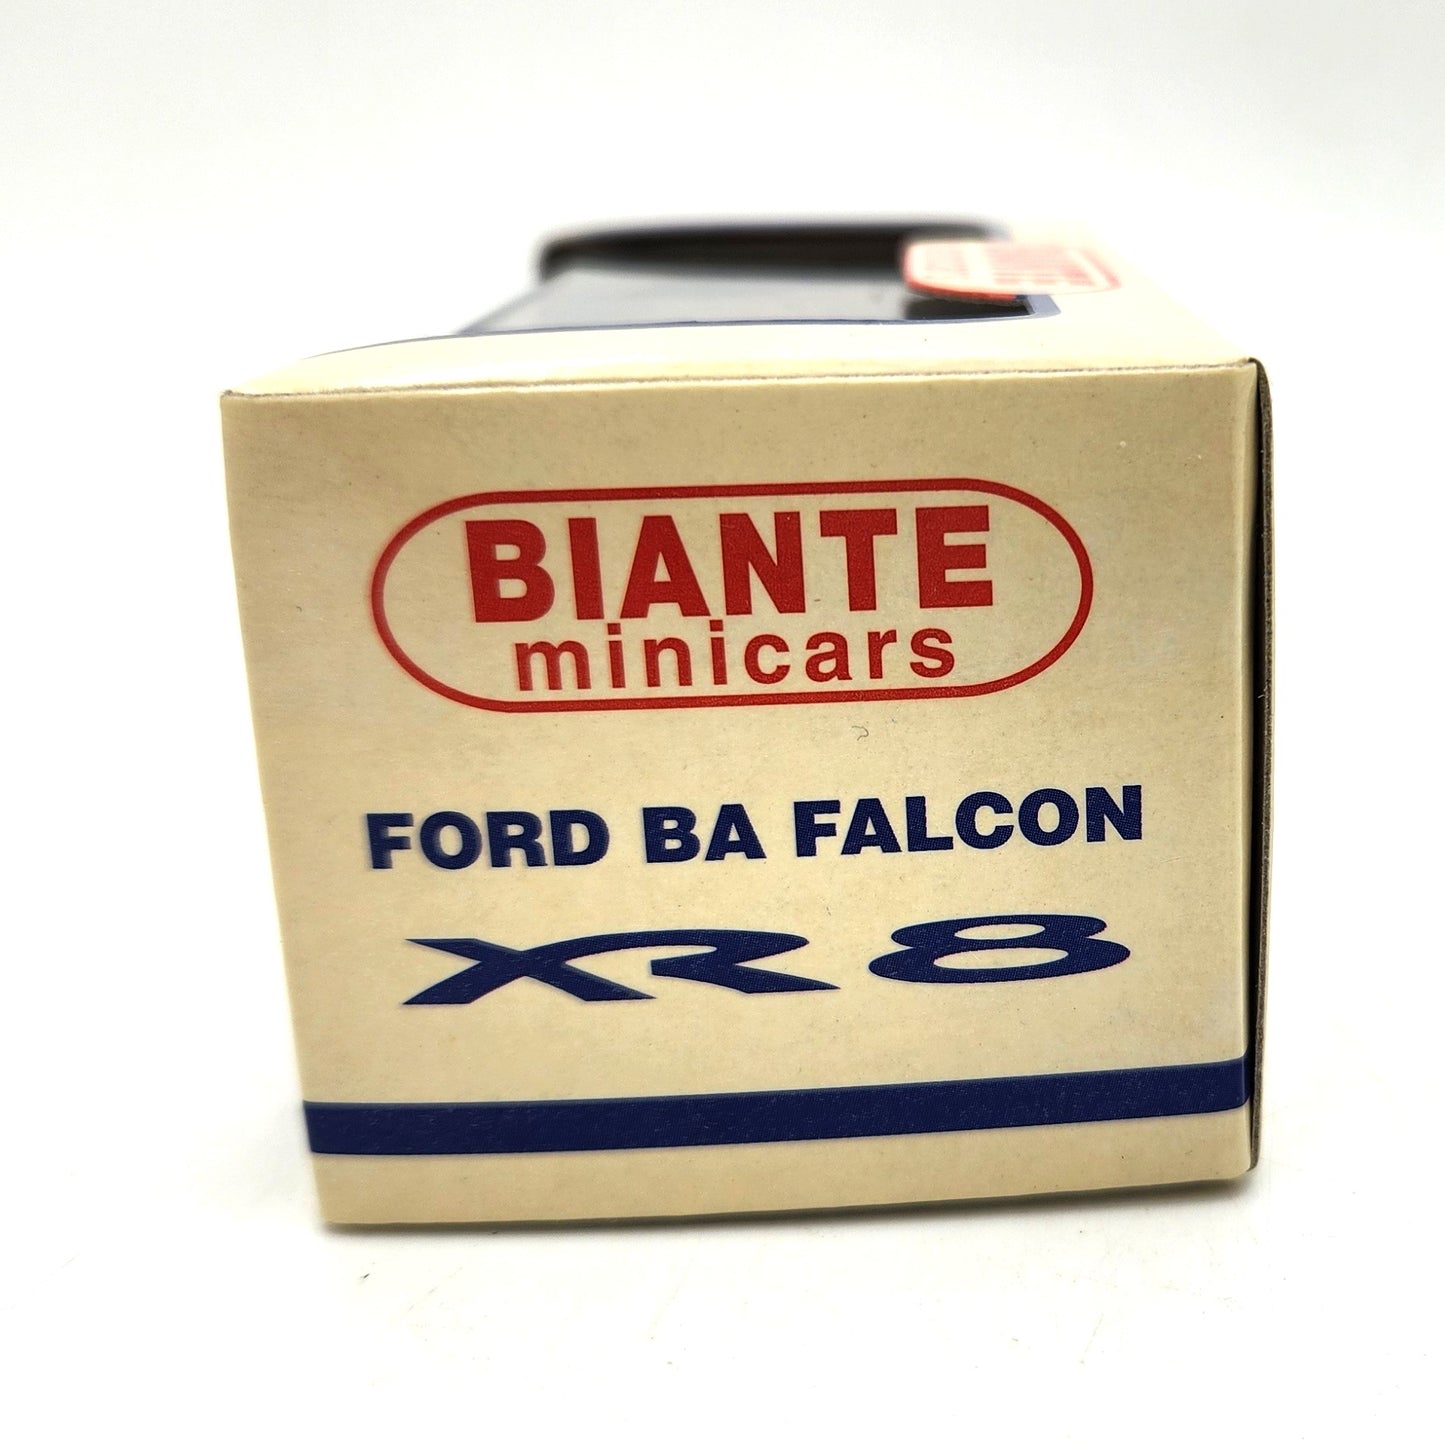 BIANTE
minicars
FORD BA FALCON
XR8